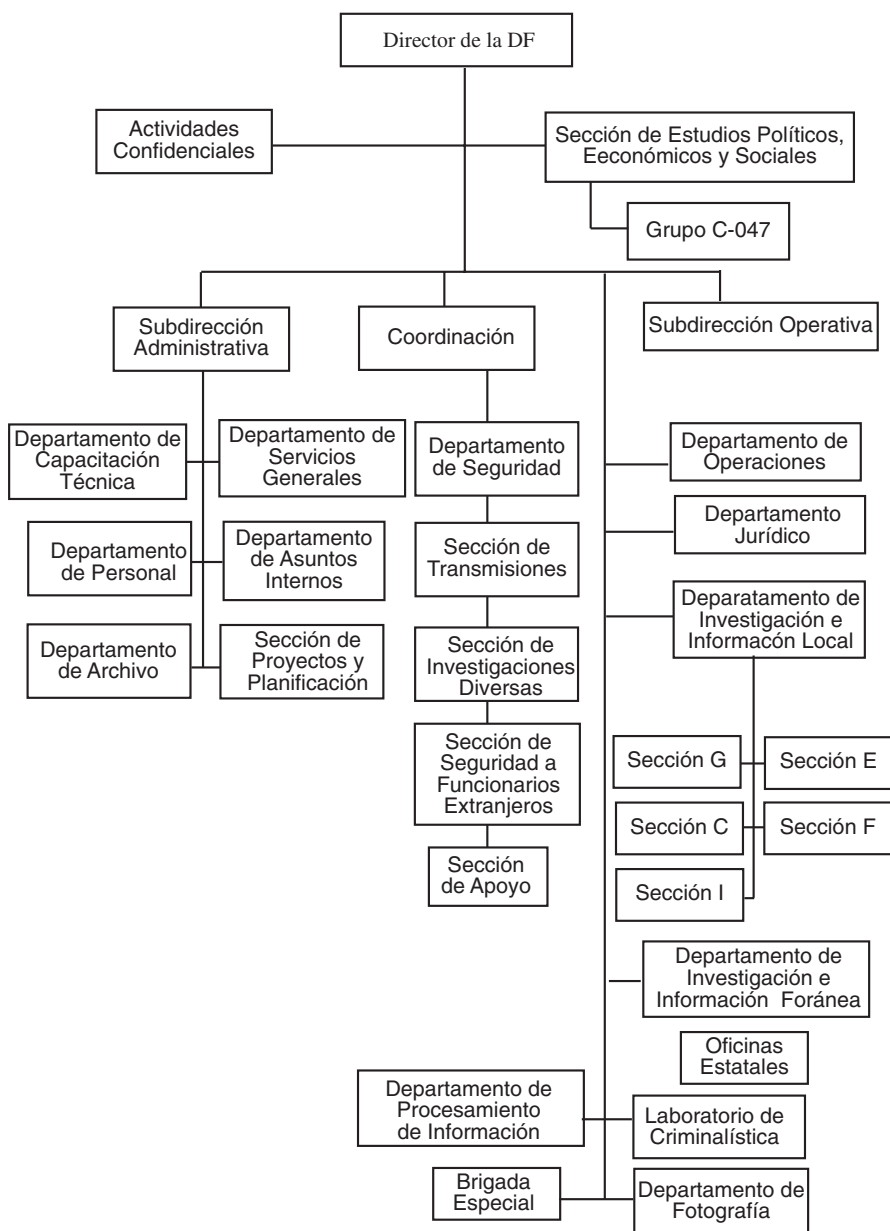 Director de la DF
Actividades
Confidenciales
Sección de Estudios Políticos,
Eeconómicos y Sociales
Grupo C-047
Subdirección
Administrativa
Coordinación
Subdirección Operativa
Departamento de
Capacitación
Técnica
Departamento de
Servicios
Generales
Departamento
de Personal
Departamento
de Asuntos
Internos
Departamento
de Archivo
Sección de
Proyectos y
Planificación
Departamento
de Seguridad
Sección de
Transmisiones
Sección de
Investigaciones
Diversas
Sección de
Seguridad a
Funcionarios
Extranjeros
Sección
de Apoyo
Departamento de
Operaciones
Departamento
Jurídico
Deparatamento de
Investigación e
Informacón Local
Sección G
Sección E
Sección C
Sección F
Sección I
Departamento de
Investigación e
Información Foránea
Oficinas
Estatales
Departamento de
Procesamiento
de Información
Laboratorio de
Criminalística
Brigada
Especial
Departamento de
Fotografía